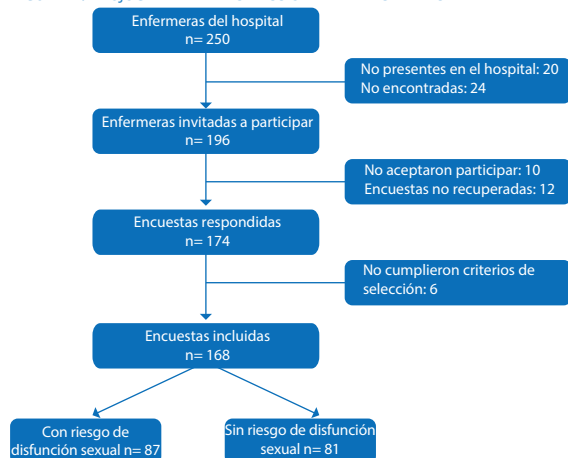 Enfermeras del hospital
n= 250
No presentes en el hospital: 20
No encontradas: 24
Enfermeras invitadas a participar
n= 196
No aceptaron participar: 10
Encuestas no recuperadas: 12
Encuestas respondidas
n= 174
No cumplieron criterios de
selección: 6
Encuestas incluidas
n= 168
Con riesgo de
disfunción sexual n= 87
Sin riesgo de disfunción
sexual n= 81